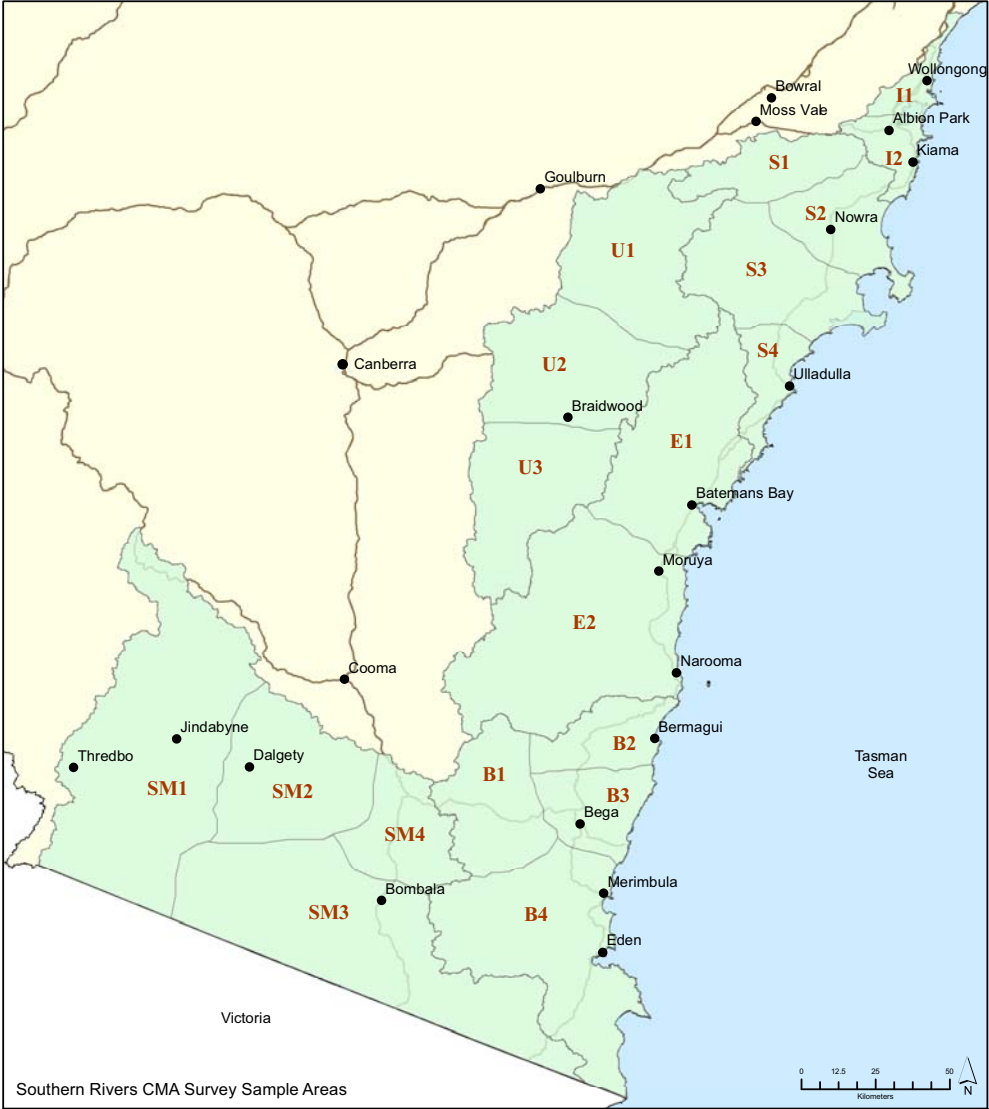 Wollongong
Bowral
I1
Moss Vale
Albion Park
S1
I2
Kiama
Goulburn
S2
Nowra
U1
S3
S4
U2
Canberra
Ulladulla
Braidwood
E1
U3
Batemans Bay
Moruya
E2
Narooma
Cooma
Jindabyne
Bermagui
B2
Thredbo
Dalgety
Tasman
Sea
B1
SM1
SM2
B3
Bega
SM4
Bombala
Merimbula
SM3
B4
Eden
Victoria
0 12.5 25 50
Kilometers
N
Southern Rivers CMA Survey Sample Areas